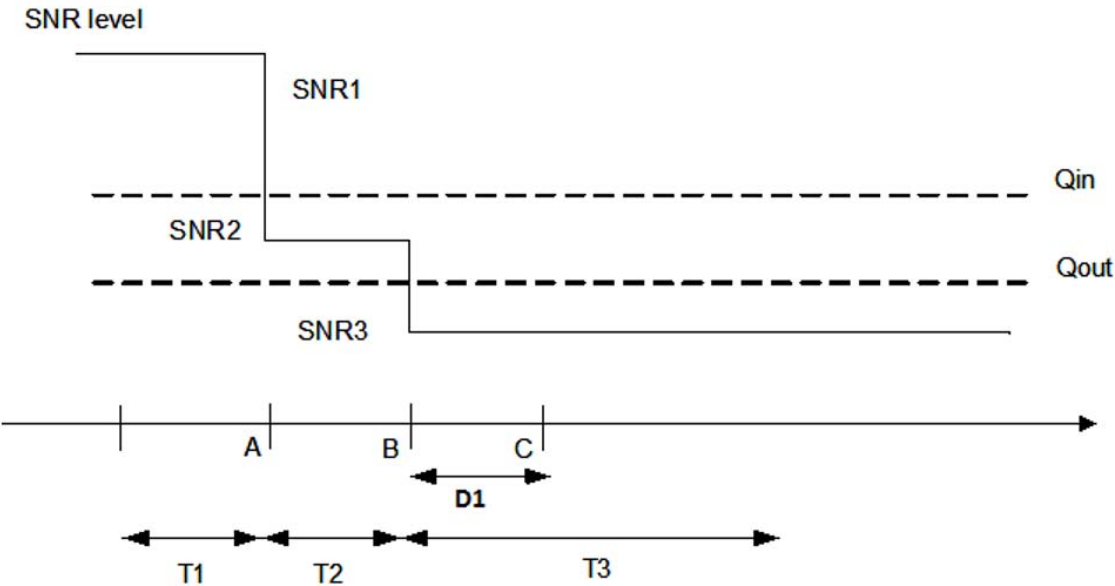 SNR level
SNR1
Qin
SNR2
Qout
SNR3
A
B
C
D1
T1
T2
T3